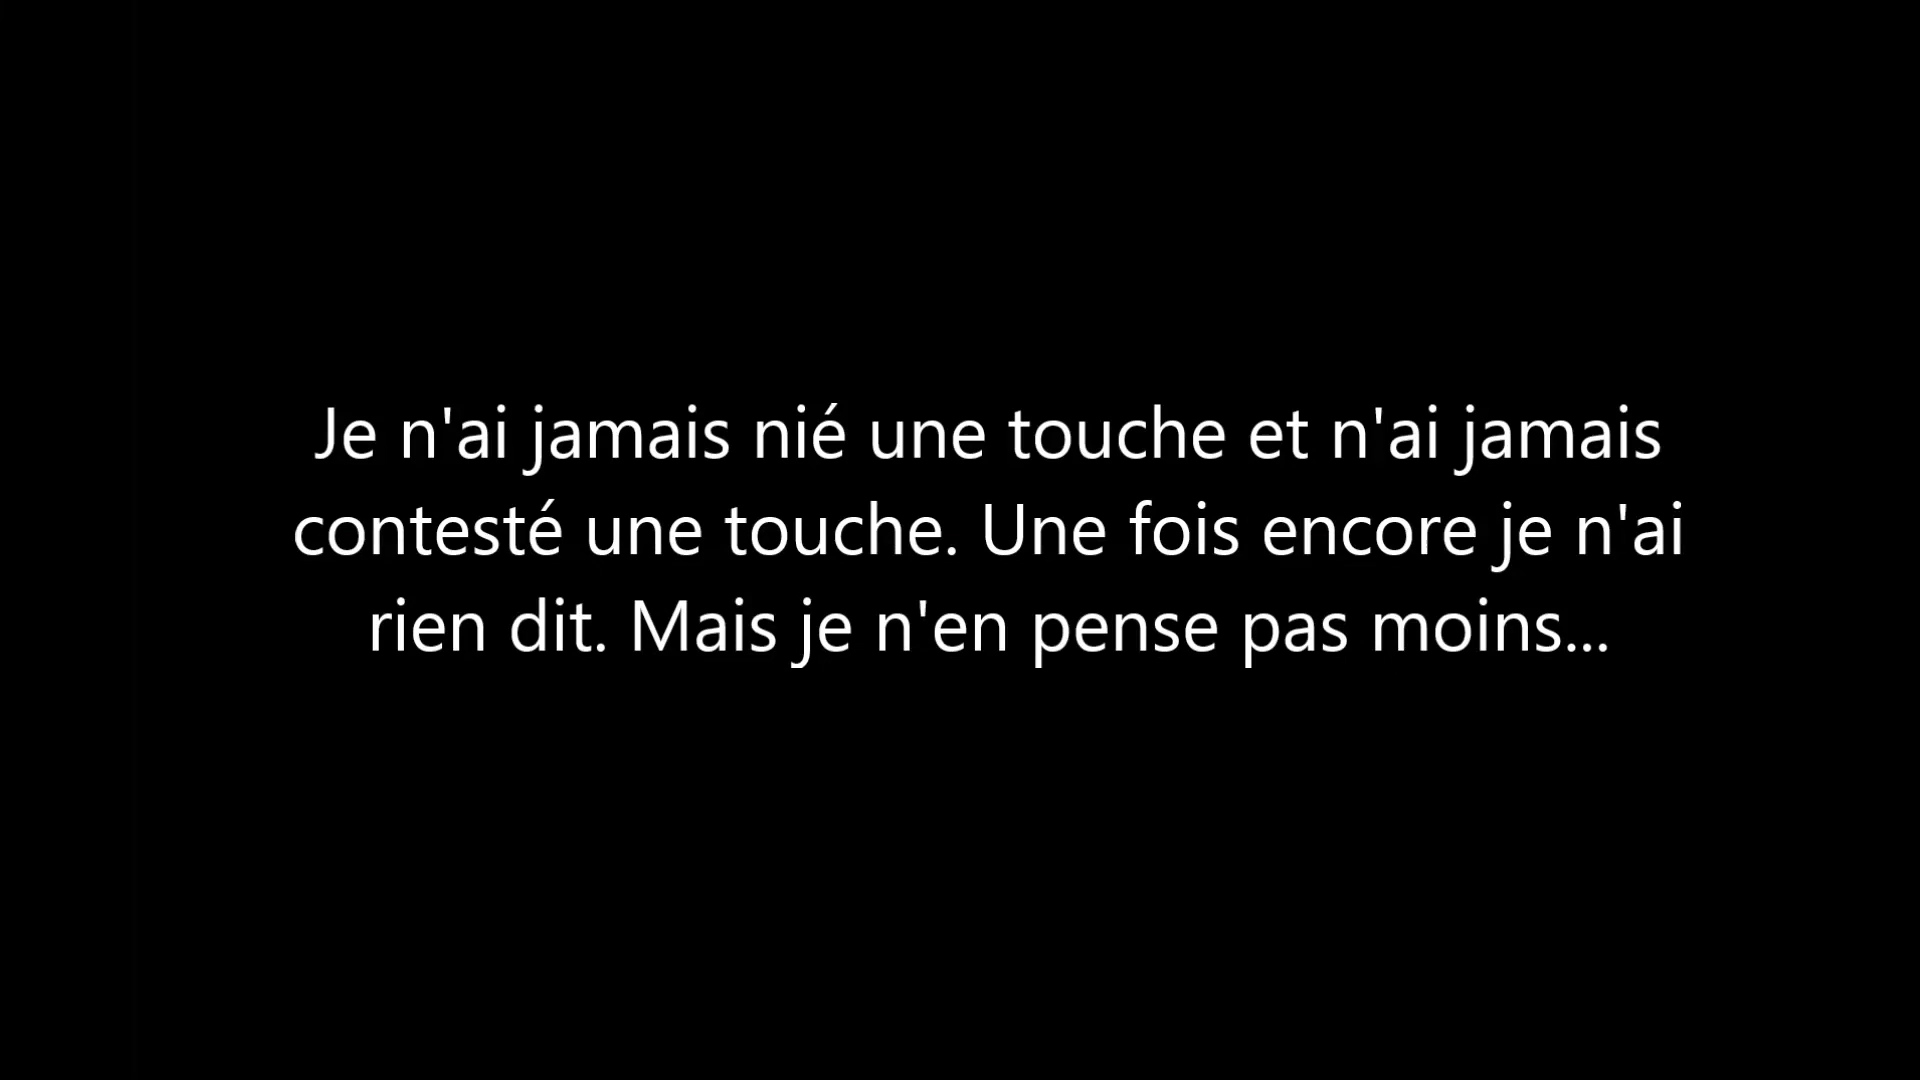 Je n'ai jamais nié une touche et n'ai jamais
contesté une touche. Une fois encore je n'ai
rien dit. Mais je n'en pense pas moins...